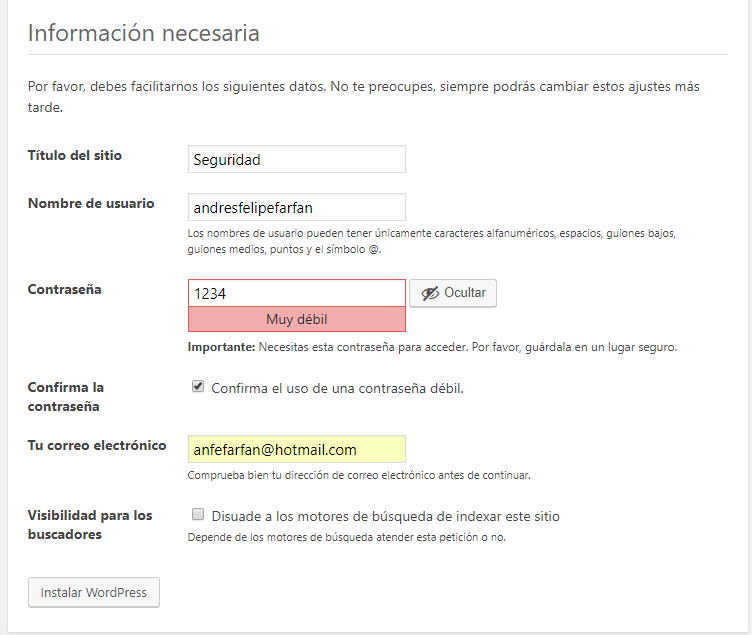 Información necesaria
Por favor, debes facilitarnos los siguientes datos. No te preocupes, siempre podrás cambiar estos ajustes más
tarde.
Título del sitio
Seguridad
Nombre de usuario
andresfelipefarfan
Los nombres de usuario pueden tener únicamente caracteres alfanuméricos, espacios, guiones bajos,
guiones medios, puntos y el símbolo @.
Contraseña
1234
Ocultar
Muy débil
Importante: Necesitas esta contraseña para acceder. Por favor, guárdala en un lugar seguro.
Confirma la
contraseña
Confirma el uso de una contraseña débil.
Tu correo electrónico
anfefarfan@hotmail.com
Comprueba bien tu dirección de correo electrónico antes de continuar.
Visibilidad para los
buscadores
Disuade a los motores de búsqueda de indexar este sitio
Depende de los motores de búsqueda atender esta petición o no.
Instalar WordPress